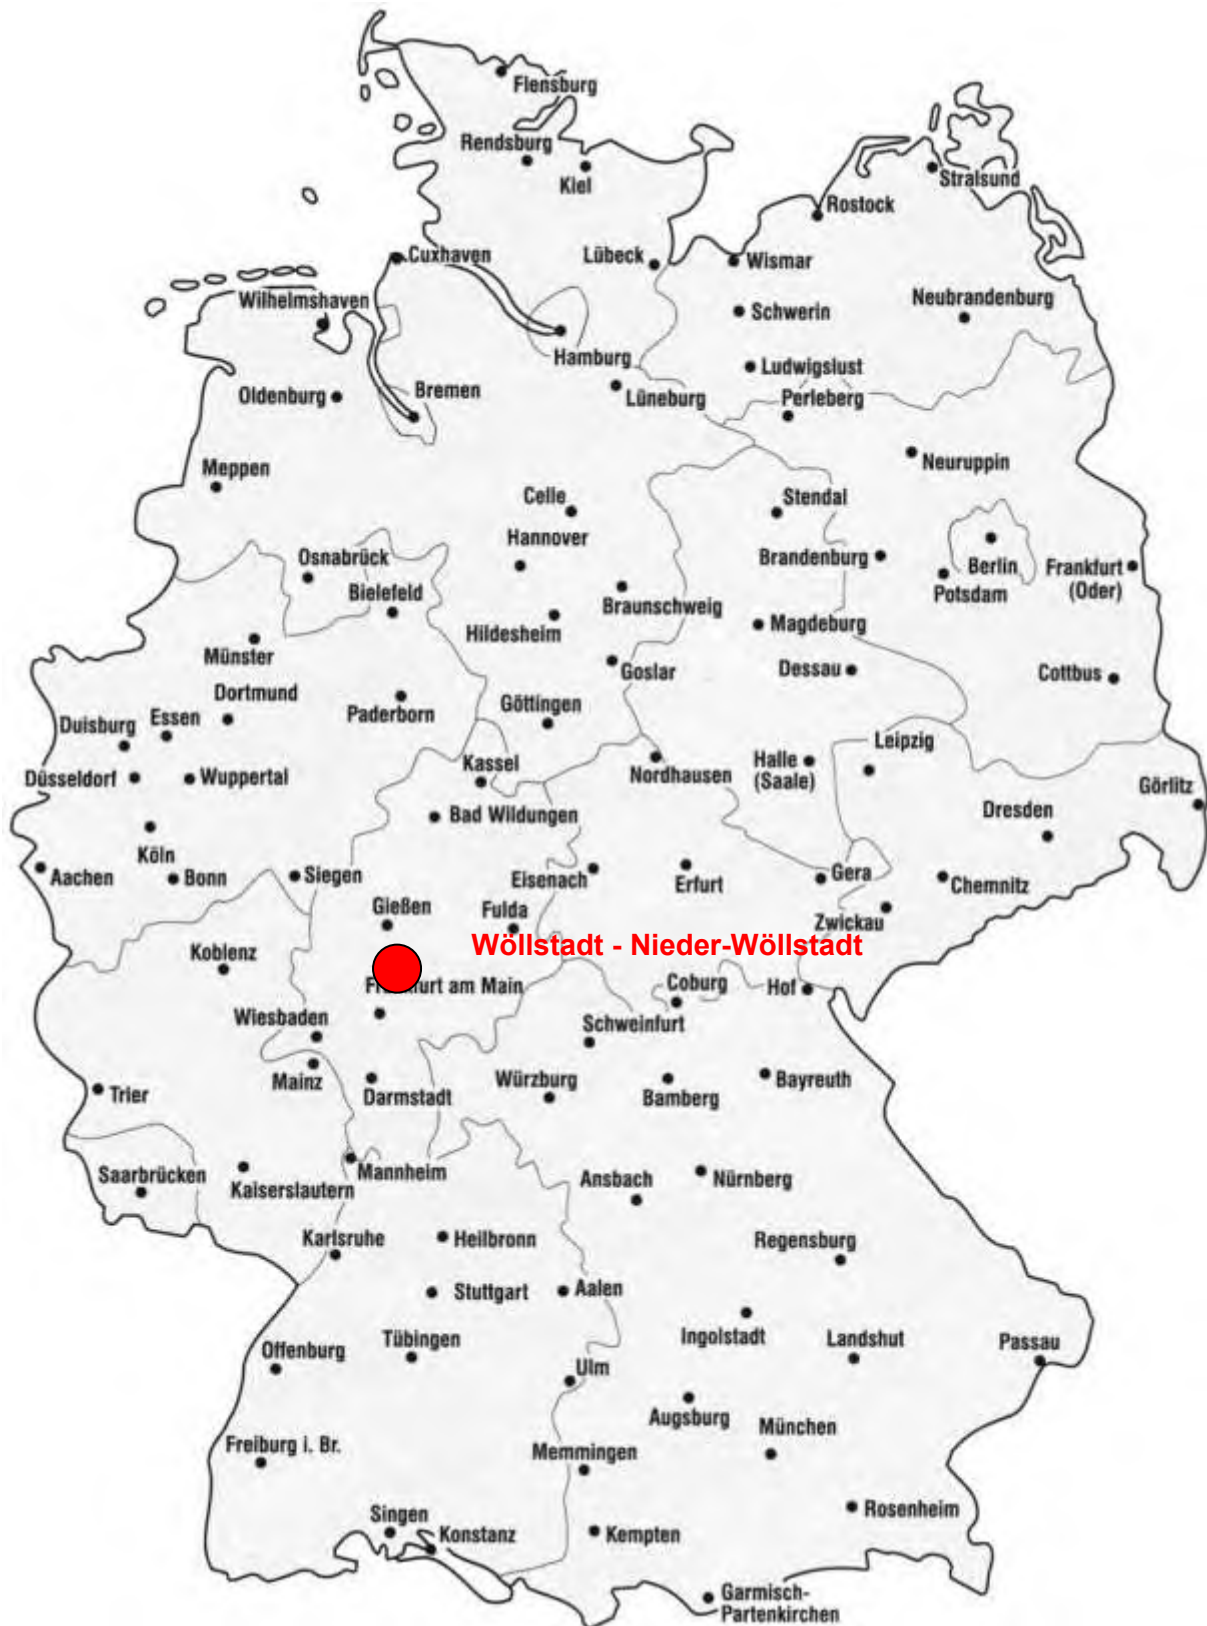 Flensburg
Rendsburg
Kiel
Stralsund
Rostock
Cuxhaven
Lübeck
Wismar
Wilhelmshaven
Neubrandenburg
Schwerin
Hamburg
Ludwigslust
Oldenburg
Bremen
Lüneburg
Perleberg
Meppen
Neuruppin
Celle
Stendal
Hannover
Osnabrück
Brandenburg
Berlin
Frankfurt
(Oder)
Bielefeld
Potsdam
Braunschweig
Hildesheim
Magdeburg
Münster
Goslar
Dessau
Cottbus
Dortmund
Paderborn
Göttingen
Duisburg
Essen
Leipzig
Düsseldorf
Wuppertal
Kassel
Nordhausen
Halle
(Saale)
Görlitz
Bad Wildungen
Dresden
Köln
Aachen
Bonn
Siegen
Eisenach
Erfurt
Gera
Chemnitz
Gießen
Fulda
Zwickau
Wöllstadt - Nieder-Wöllstadt
Koblenz
Frankfurt am Main
Coburg
Hof
Wiesbaden
Schweinfurt
Mainz
Trier
Darmstadt
Würzburg
Bamberg
Bayreuth
Saarbrücken
Kaiserslautern
Mannheim
Ansbach
Nürnberg
Karlsruhe
Heilbronn
Regensburg
Stuttgart
Aalen
Offenburg
Tübingen
Ingolstadt
Landshut
Passau
Ulm
Augsburg
München
Freiburg i. Br.
Memmingen
Singen
Konstanz
Kempten
Rosenheim
Garmisch-
Partenkirchen